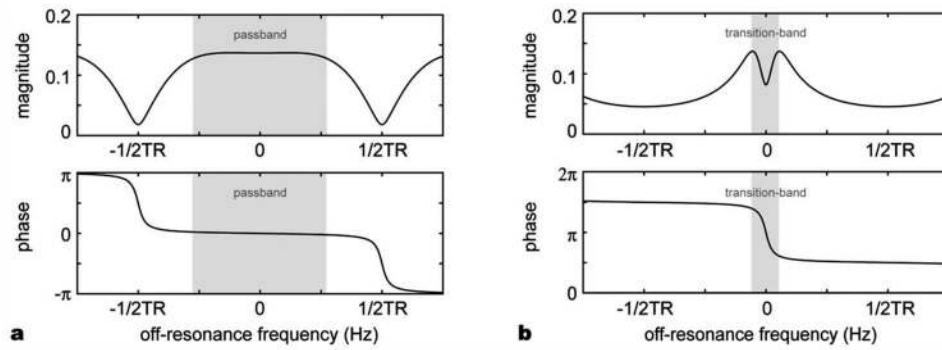 0.2
passband
magnitude
0.1
0
-1/2TR 0 1/2TR
π
passband
phase
0
-π
-1/2TR 0 1/2TR
a off-resonance frequency (Hz)
0.2
transition-band
magnitude
0.1
0
-1/2TR 0 1/2TR
2π
transition-band
phase
π
0
-1/2TR 0 1/2TR
b off-resonance frequency (Hz)